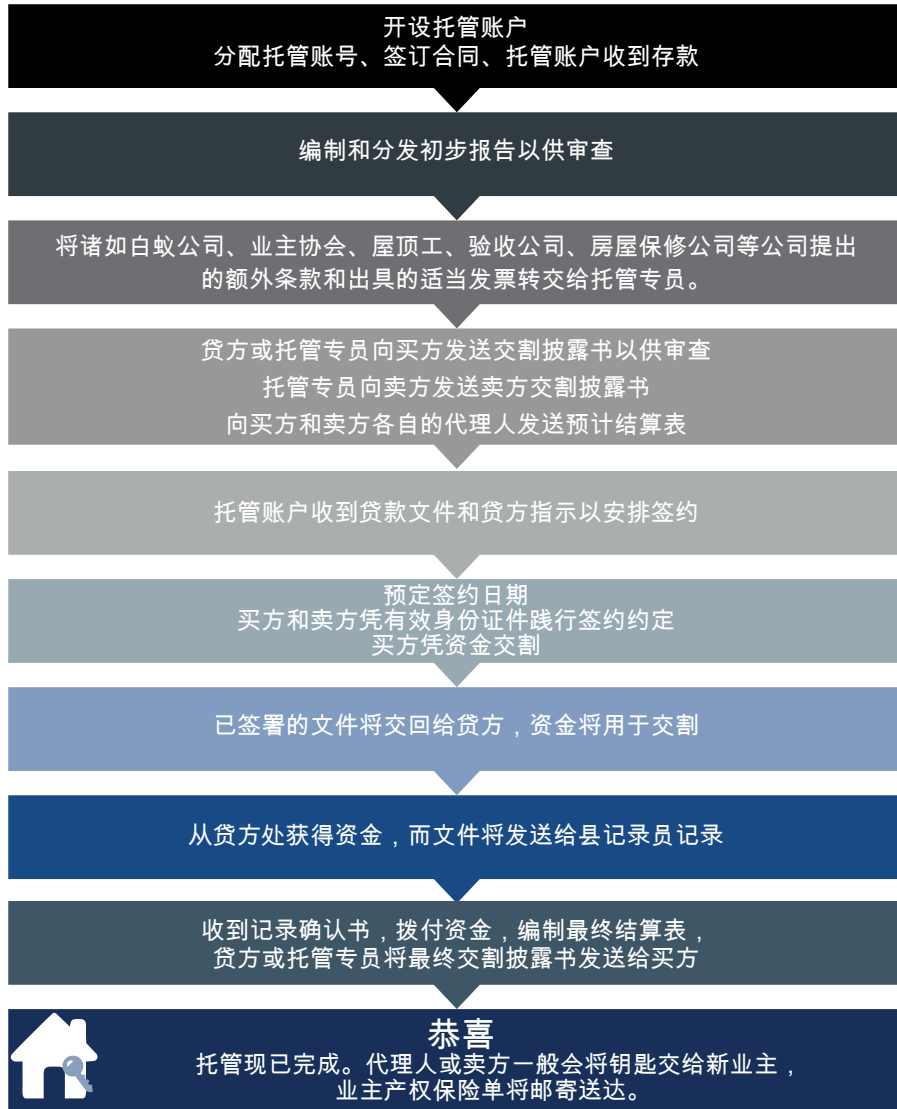 开设托管账户
分配托管账号、签订合同、托管账户收到存款
编制和分发初步报告以供审查
将诸如白蚁公司、业主协会、屋顶工、验收公司、房屋保修公司等公司提出
的额外条款和出具的适当发票转交给托管专员。
贷方或托管专员向买方发送交割披露书以供审查
托管专员向卖方发送卖方交割披露书
向买方和卖方各自的代理人发送预计结算表
托管账户收到贷款文件和贷方指示以安排签约
预定签约日期
买方和卖方凭有效身份证件践行签约约定
买方凭资金交割
已签署的文件将交回给贷方，资金将用于交割
从贷方处获得资金，而文件将发送给县记录员记录
收到记录确认书，拨付资金，编制最终结算表，
贷方或托管专员将最终交割披露书发送给买方
恭喜
托管现已完成。代理人或卖方一般会将钥匙交给新业主，
业主产权保险单将邮寄送达。